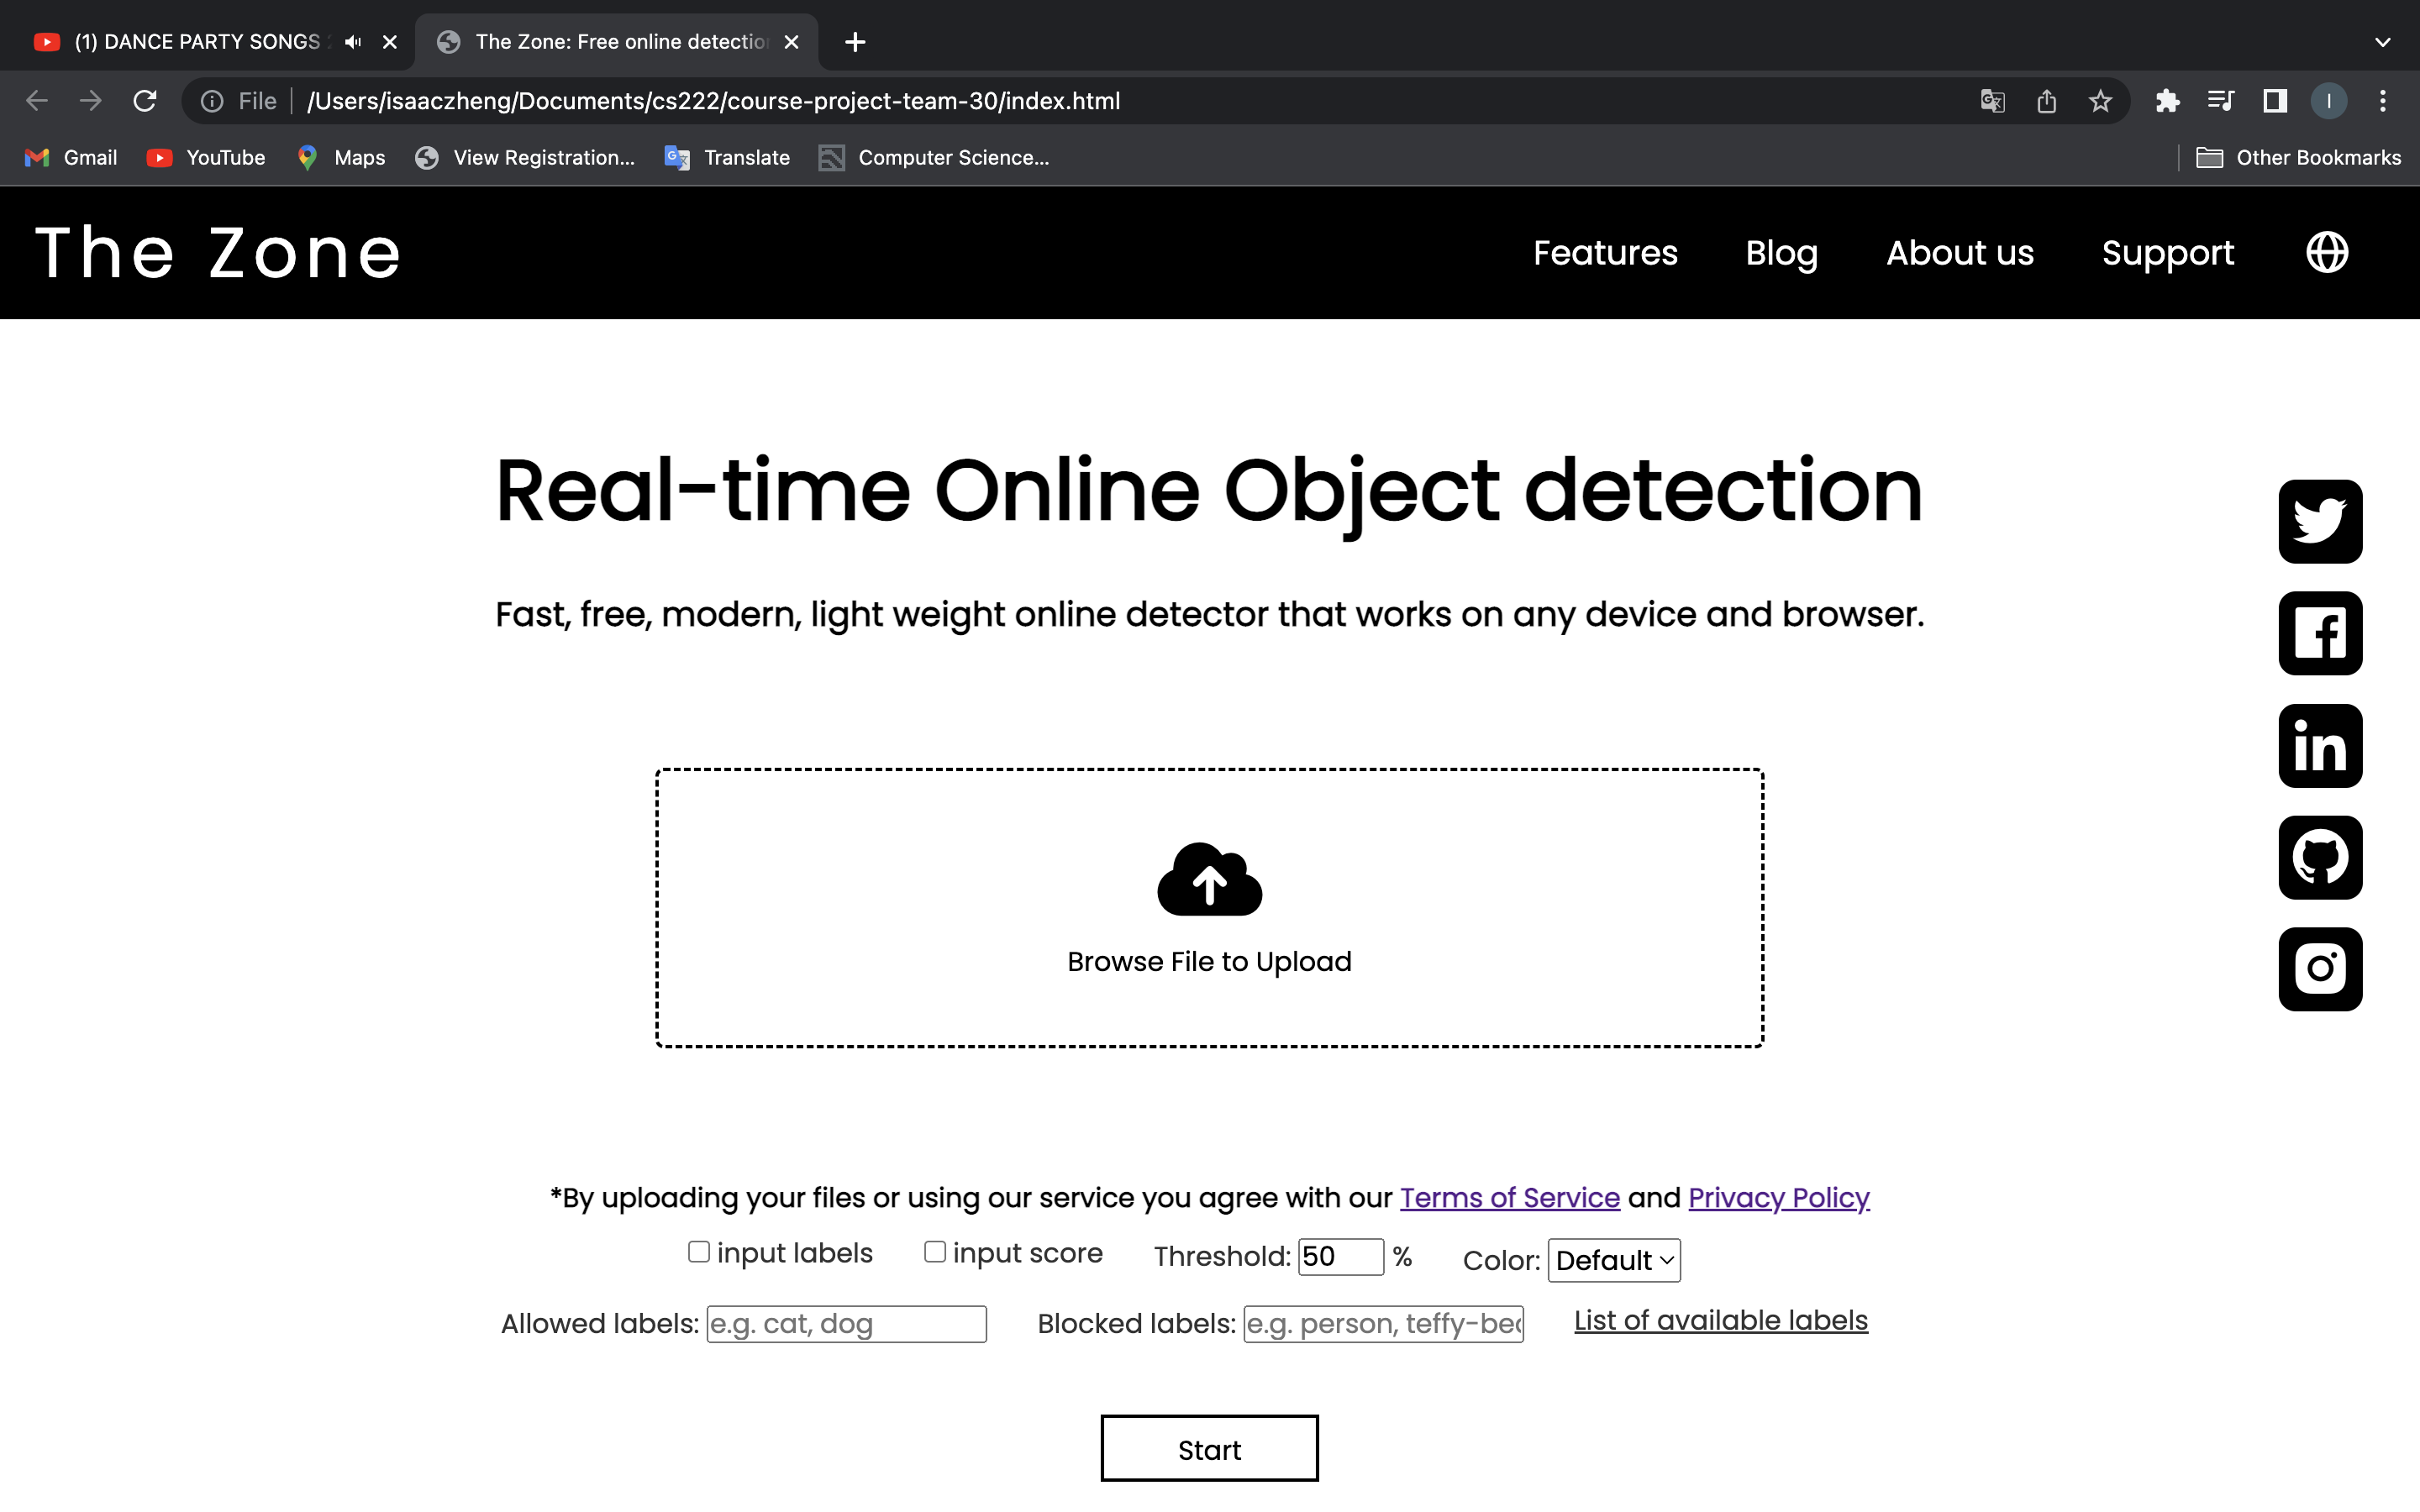 (1) DANCE PARTY SONGS
The Zone: Free online detection
File /Users/isaaczheng/Documents/cs222/course-project-team-30/index.html
I
Gmail YouTube Maps View Registration... Translate Computer Science... Other Bookmarks
The Zone Features Blog About us Support
Real-time Online Object detection
Fast, free, modern, light weight online detector that works on any device and browser.
Browse File to Upload
*By uploading your files or using our service you agree with our Terms of Service and Privacy Policy
input labels input score Threshold: 50 % Color: Default
Allowed labels: e.g. cat, dog Blocked labels: e.g. person, teffy-be List of available labels
Start